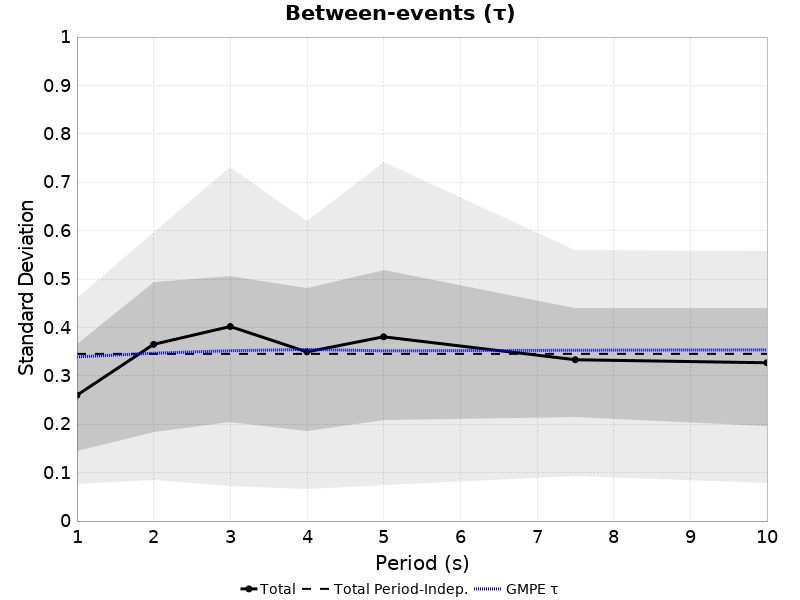 Between-events (τ)
Standard Deviation
1
0.9
0.8
0.7
0.6
0.5
0.4
0.3
0.2
0.1
0
1 2 3 4 5 6 7 8 9 10
Period (s)
Total Total Period-Indep. GMPE τ